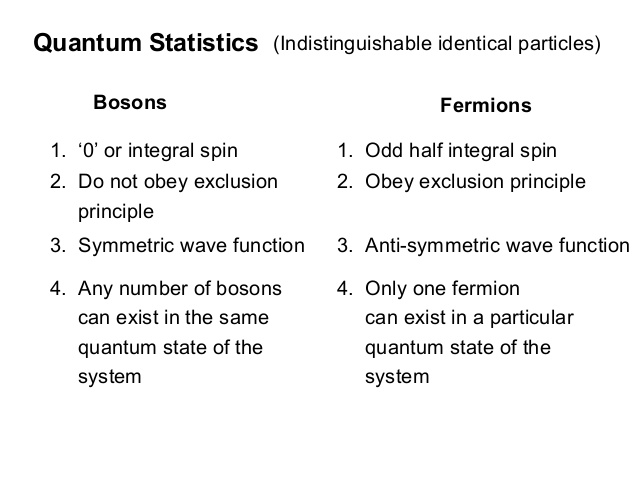 Quantum Statistics (Indistinguishable identical particles)
Bosons
1. ‘0’ or integral spin
2. Do not obey exclusion
principle
3. Symmetric wave function
4. Any number of bosons
can exist in the same
quantum state of the
system
Fermions
1. Odd half integral spin
2. Obey exclusion principle
3. Anti-symmetric wave function
4. Only one fermion
can exist in a particular
quantum state of the
system